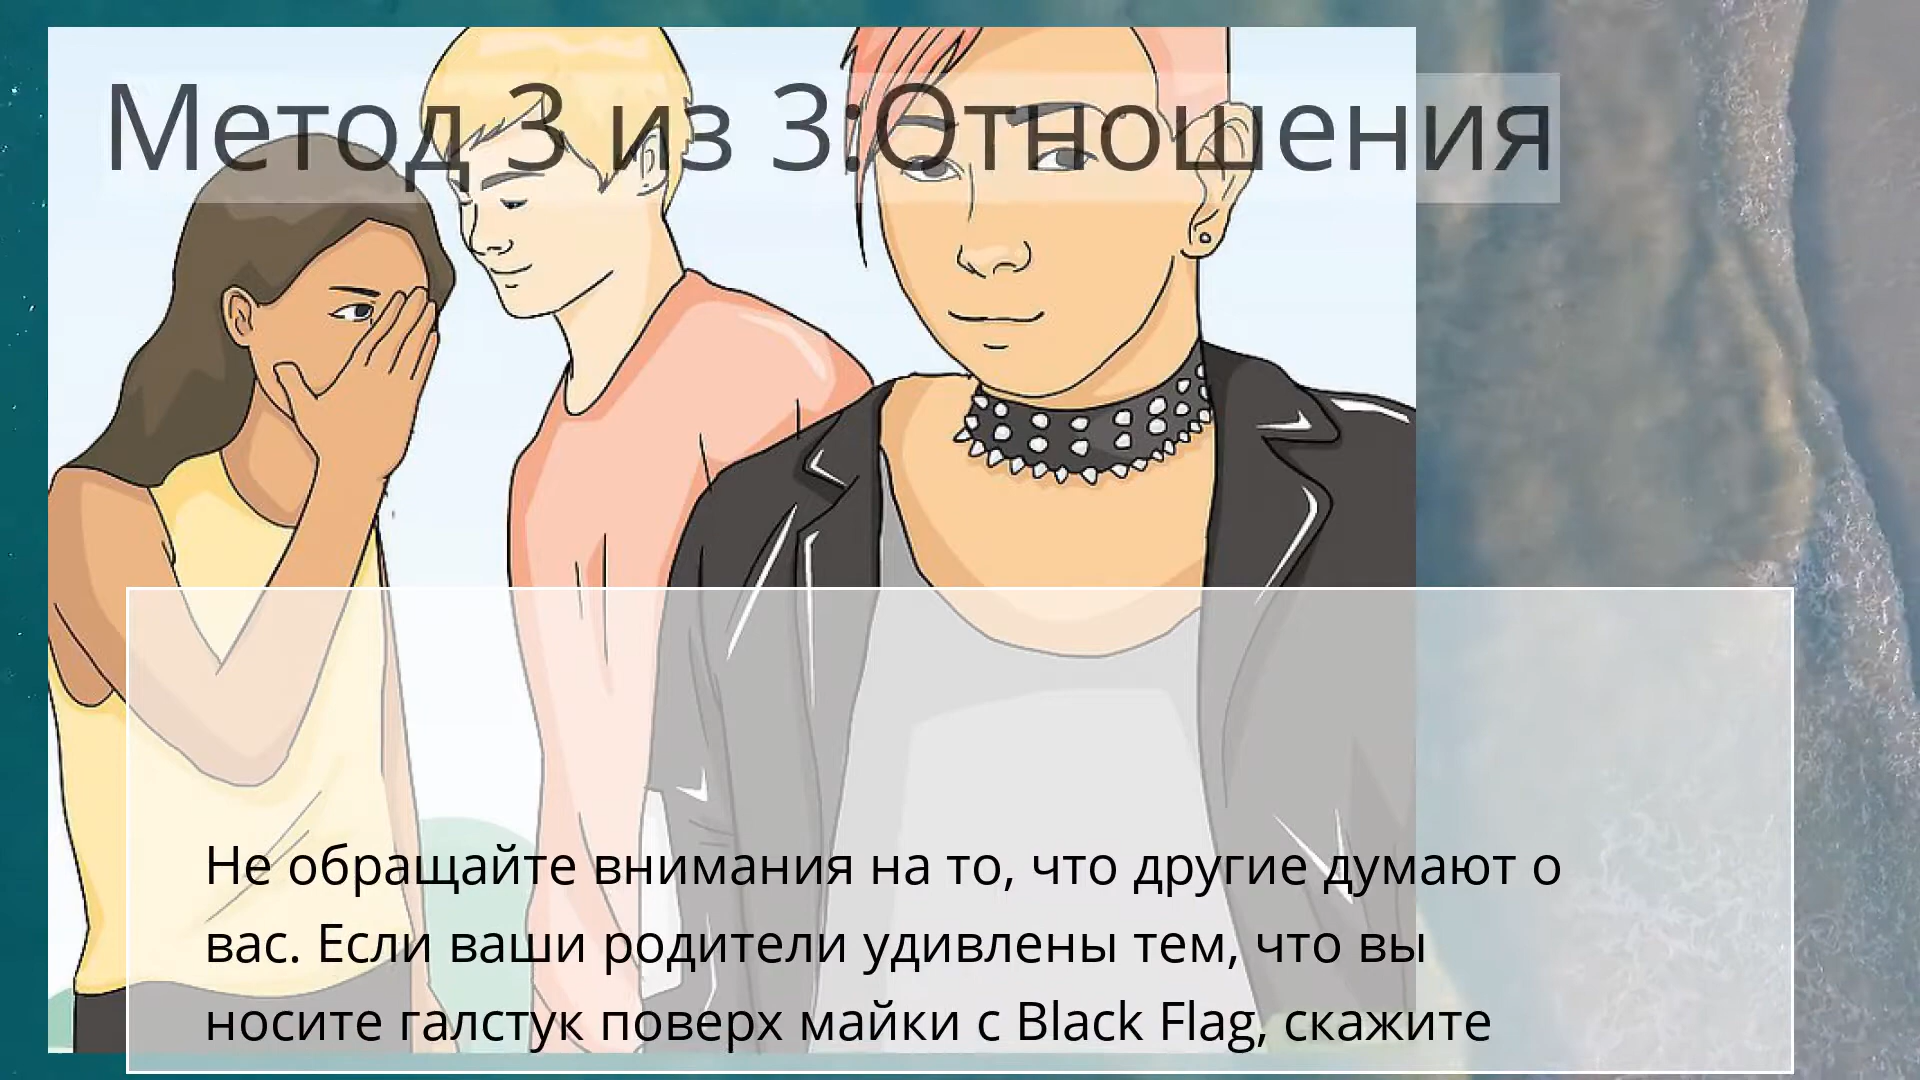 Метод 3 из 3:Отношения
Не обращайте внимания на то, что другие думают о
вас. Если ваши родители удивлены тем, что вы
носите галстук поверх майки с Black Flag, скажите